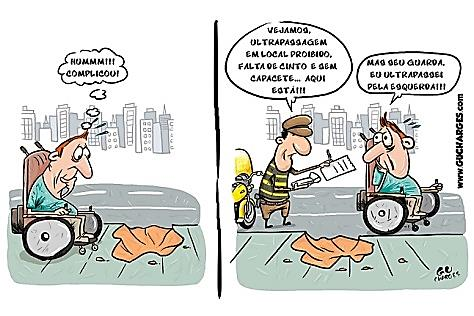 HUMMM!!!
COMPLICOU!
VEJAMOS,
ULTRAPASSAGEM
EM LOCAL PROIBIDO,
FALTA DE CINTO E SEM
CAPACETE... AQUI
ESTÁ!!!
MAS SEU GUARDA,
EU ULTRAPASSEI
PELA ESQUERDA!!!
www.GUCHARGES.com
GU
CHARGES